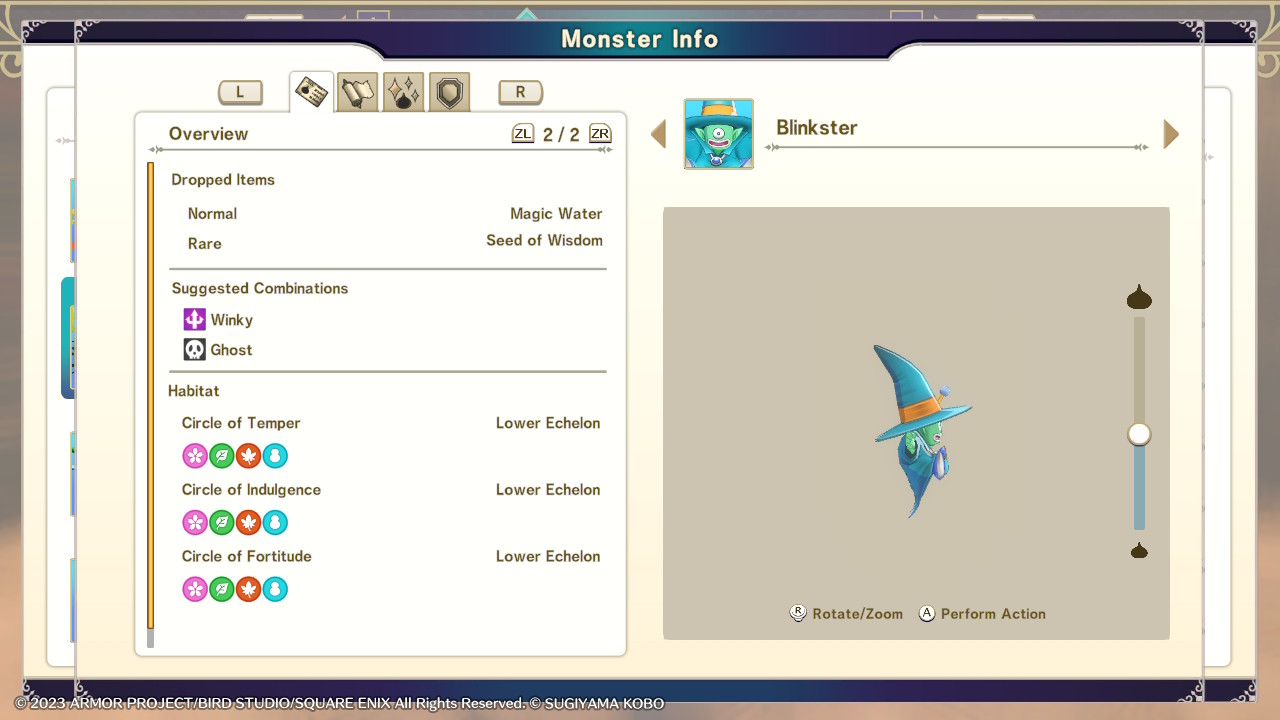 Monster Info
L
R
Overview
ZL 2 / 2 ZR
Dropped Items
Normal Magic Water
Rare Seed of Wisdom
Suggested Combinations
Winky
Ghost
Habitat
Circle of Temper Lower Echelon
Circle of Indulgence Lower Echelon
Circle of Fortitude Lower Echelon
Blinkster
R Rotate/Zoom A Perform Action
© 2023 ARMOR PROJECT/BIRD STUDIO/SQUARE ENIX All Rights Reserved. © SUGIYAMA KOBO